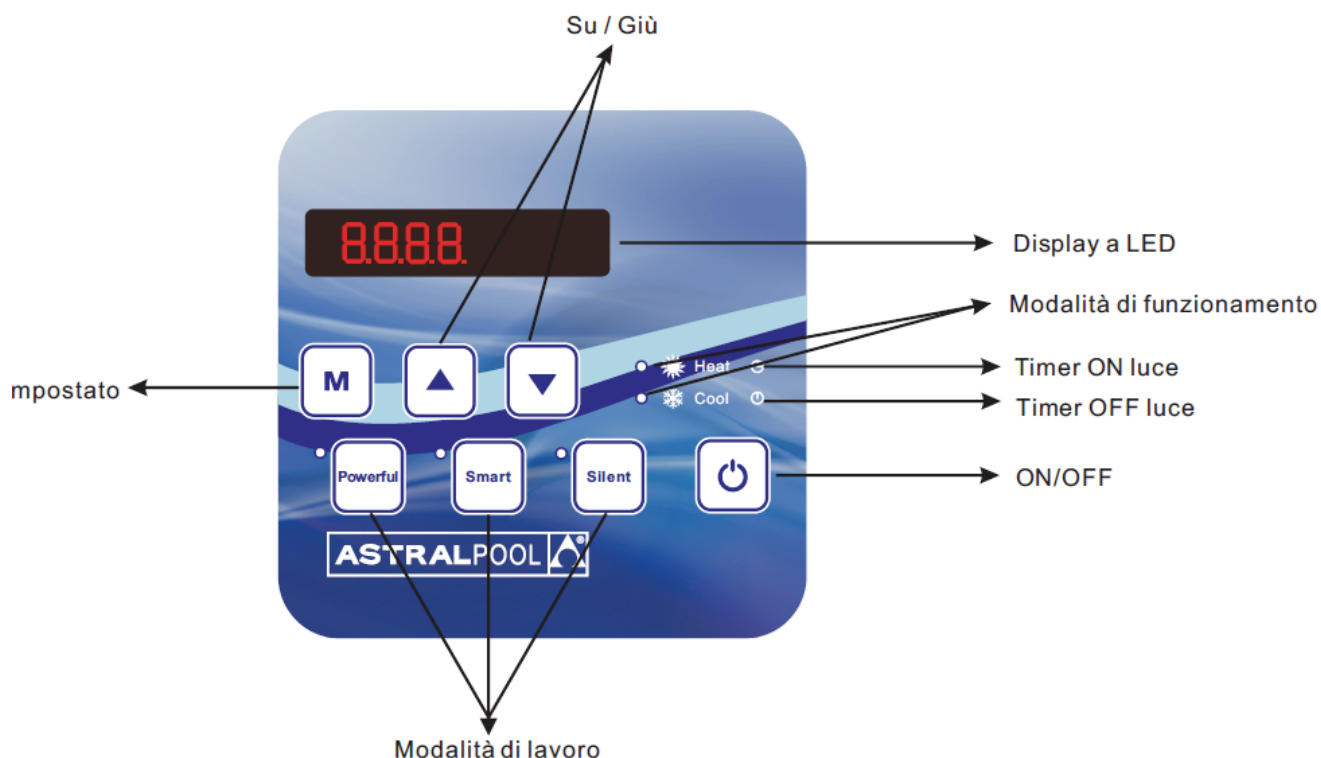 Su / Giù
8.8.8.8.
Display a LED
Modalità di funzionamento
M
Heat
Timer ON luce
mpostato
Cool
Timer OFF luce
Powerful
Smart
Silent
ON/OFF
ASTRALPOOL®
Modalità di lavoro